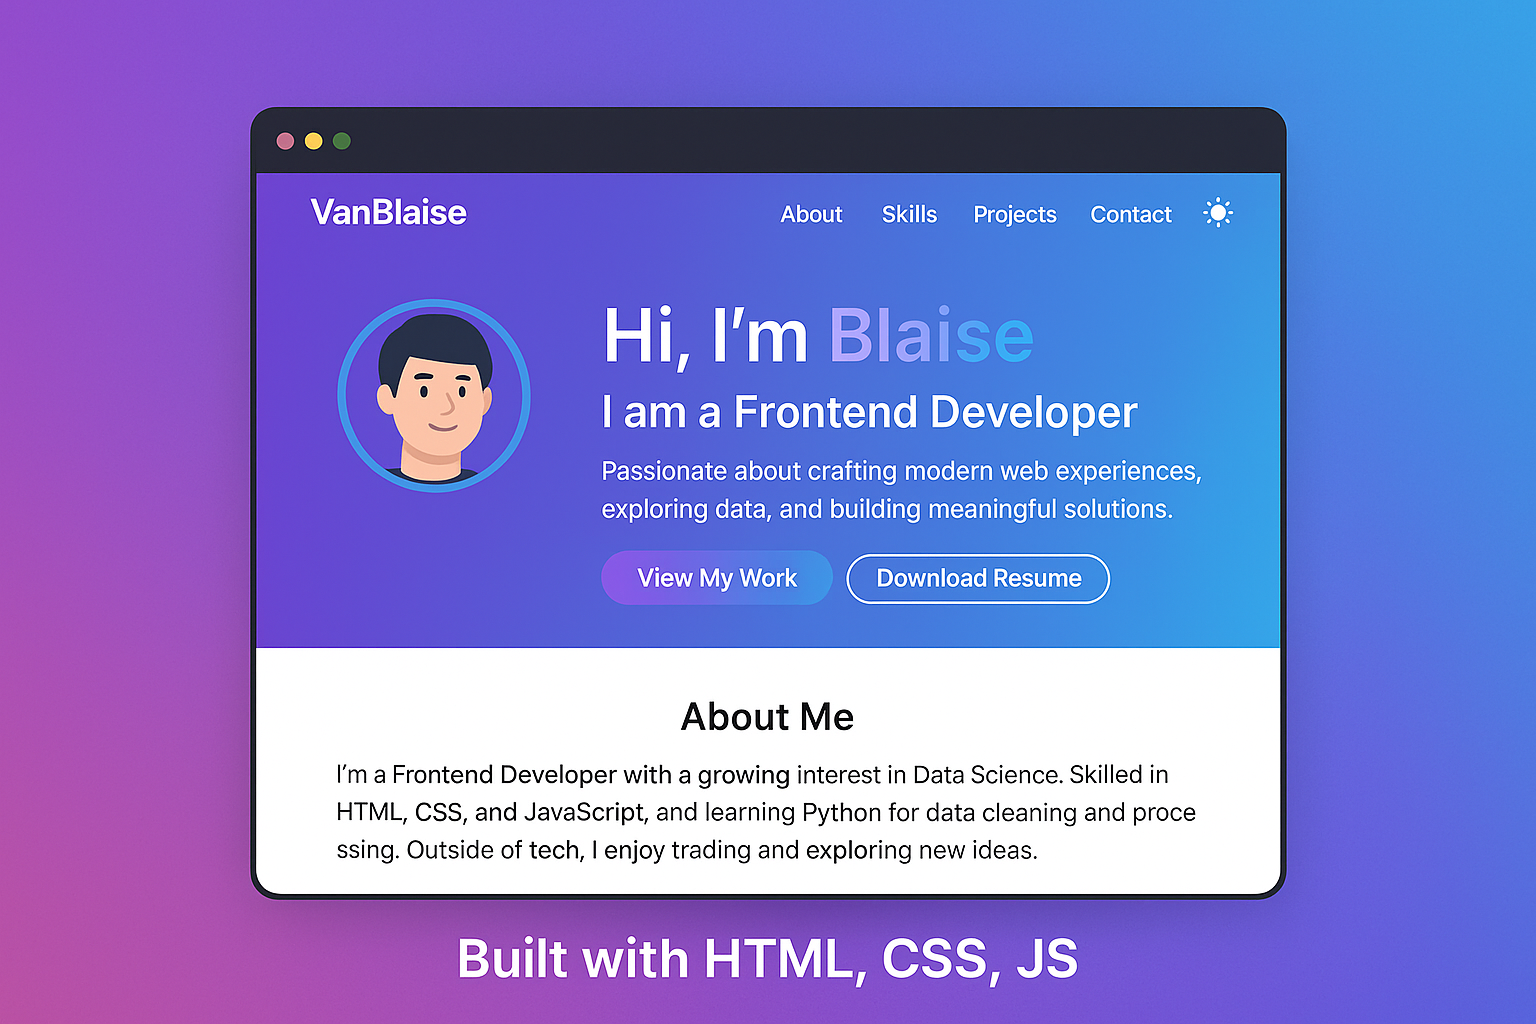 VanBlaise
About Skills Projects Contact
Hi, I’m Blaise
I am a Frontend Developer
Passionate about crafting modern web experiences,
exploring data, and building meaningful solutions.
View My Work
Download Resume
About Me
I’m a Frontend Developer with a growing interest in Data Science. Skilled in
HTML, CSS, and JavaScript, and learning Python for data cleaning and proce
ssing. Outside of tech, I enjoy trading and exploring new ideas.
Built with HTML, CSS, JS